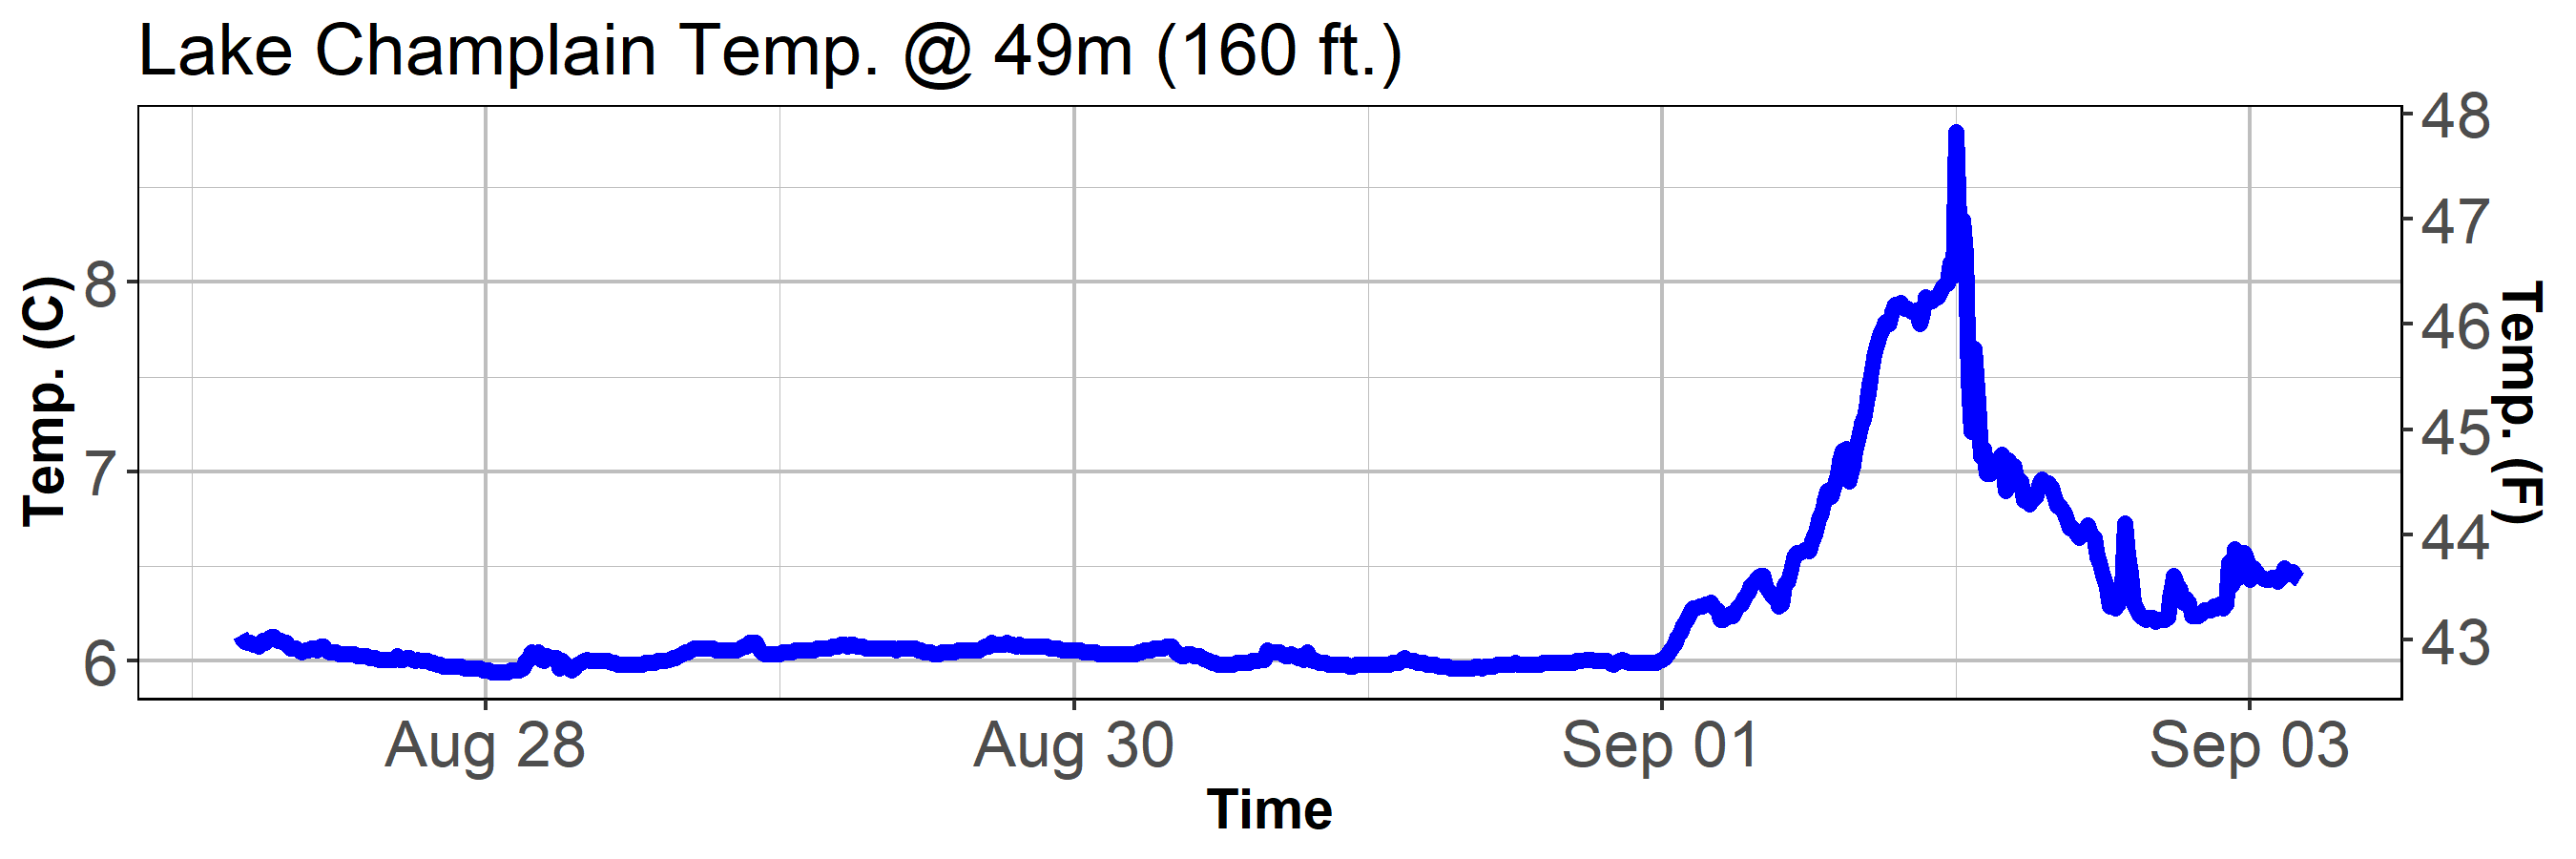 Lake Champlain Temp. @ 49m (160 ft.)
Temp. (C)
8
7
6
48
47
46
45
44
43
Temp. (F)
Aug 28
Aug 30
Sep 01
Sep 03
Time